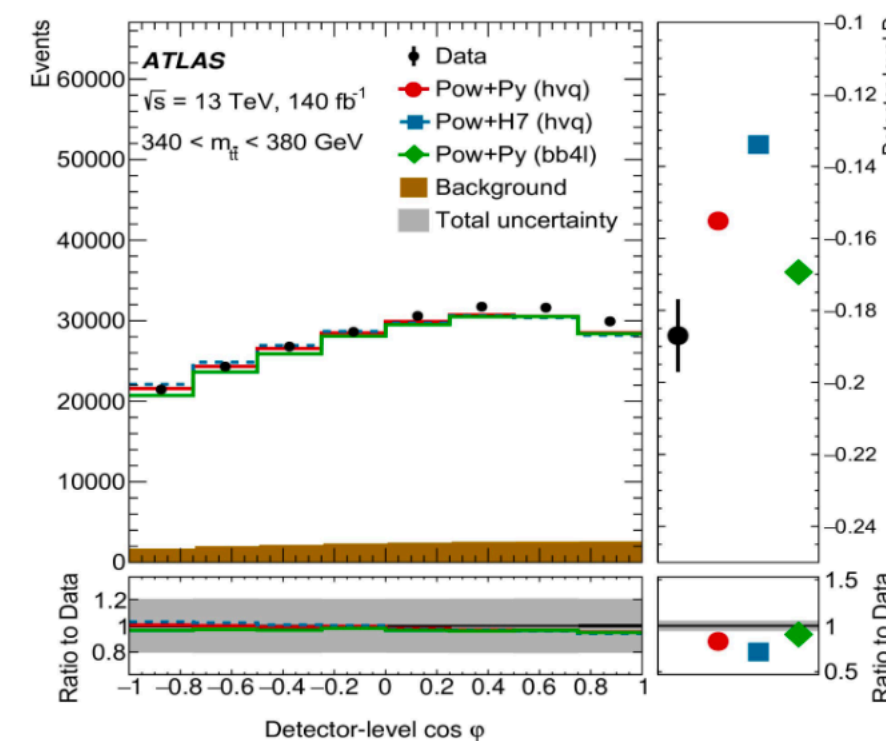 Events
60000
50000
40000
30000
20000
10000
0
ATLAS
√s = 13 TeV, 140 fb⁻¹
340 < m_tt̄ < 380 GeV
Data
Pow+Py (hvq)
Pow+H7 (hvq)
Pow+Py (bb4l)
Background
Total uncertainty
−0.1
−0.12
−0.14
−0.16
−0.18
−0.2
−0.22
−0.24
Ratio to Data
1.2
1
0.8
−1 −0.8 −0.6 −0.4 −0.2 0 0.2 0.4 0.6 0.8 1
Detector-level cos φ
1.5
1
0.5
Ratio to Data